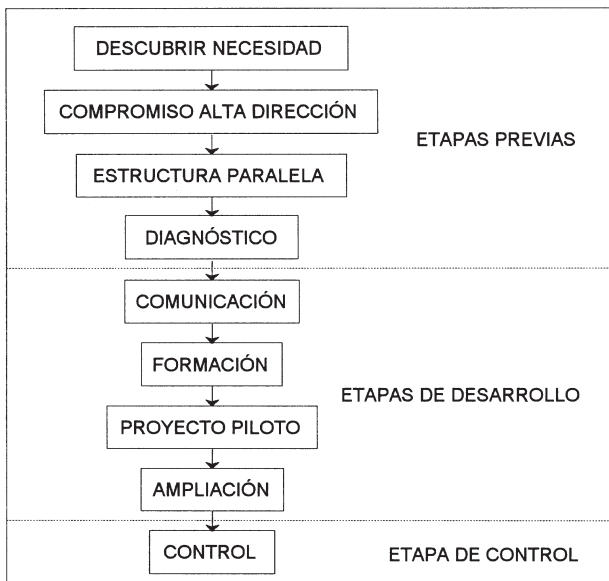 DESCUBRIR NECESIDAD
COMPROMISO ALTA DIRECCIÓN
ETAPAS PREVIAS
ESTRUCTURA PARALELA
DIAGNÓSTICO
COMUNICACIÓN
FORMACIÓN
ETAPAS DE DESARROLLO
PROYECTO PILOTO
AMPLIACIÓN
CONTROL
ETAPA DE CONTROL